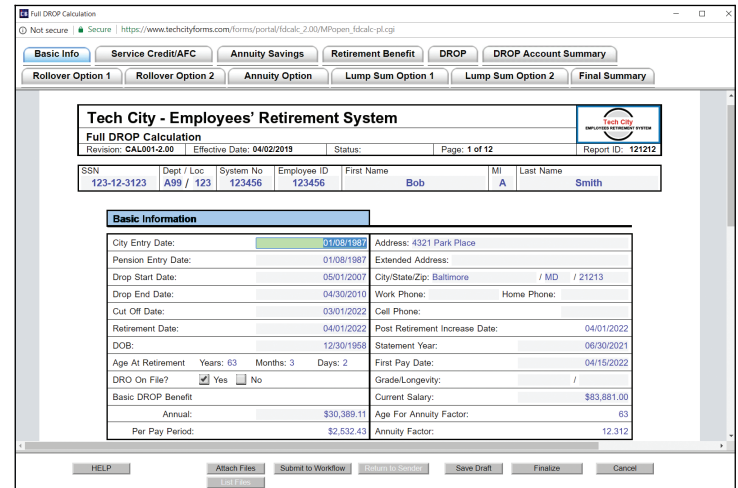 Full DROP Calculation
Not secure | Secure | https://www.techcityforms.com/forms/portal/fdcalc_2.00/MPopen_fdcalc-pl.cgi
Basic Info Service Credit/AFC Annuity Savings Retirement Benefit DROP DROP Account Summary
Rollover Option 1 Rollover Option 2 Annuity Option Lump Sum Option 1 Lump Sum Option 2 Final Summary
Tech City - Employees' Retirement System
Tech City
EMPLOYEES RETIREMENT SYSTEM
Full DROP Calculation
Revision: CAL001-2.00 Effective Date: 04/02/2019 Status: Page: 1 of 12 Report ID: 121212
SSN Dept / Loc System No Employee ID First Name MI Last Name
123-12-3123 A99 / 123 123456 123456 Bob A Smith
Basic Information
City Entry Date: 01/08/1987 Address: 4321 Park Place
Pension Entry Date: 01/08/1987 Extended Address:
Drop Start Date: 05/01/2007 City/State/Zip: Baltimore / MD / 21213
Drop End Date: 04/30/2010 Work Phone: Home Phone:
Cut Off Date: 03/01/2022 Cell Phone:
Retirement Date: 04/01/2022 Post Retirement Increase Date: 04/01/2022
DOB: 12/30/1958 Statement Year: 06/30/2021
Age At Retirement Years: 63 Months: 3 Days: 2 First Pay Date: 04/15/2022
DRO On File? Yes No Grade/Longevity: /
Basic DROP Benefit Current Salary: $83,881.00
Annual: $30,389.11 Age For Annuity Factor: 63
Per Pay Period: $2,532.43 Annuity Factor: 12.312
HELP Attach Files Submit to Workflow Return to Sender Save Draft Finalize Cancel
List Files